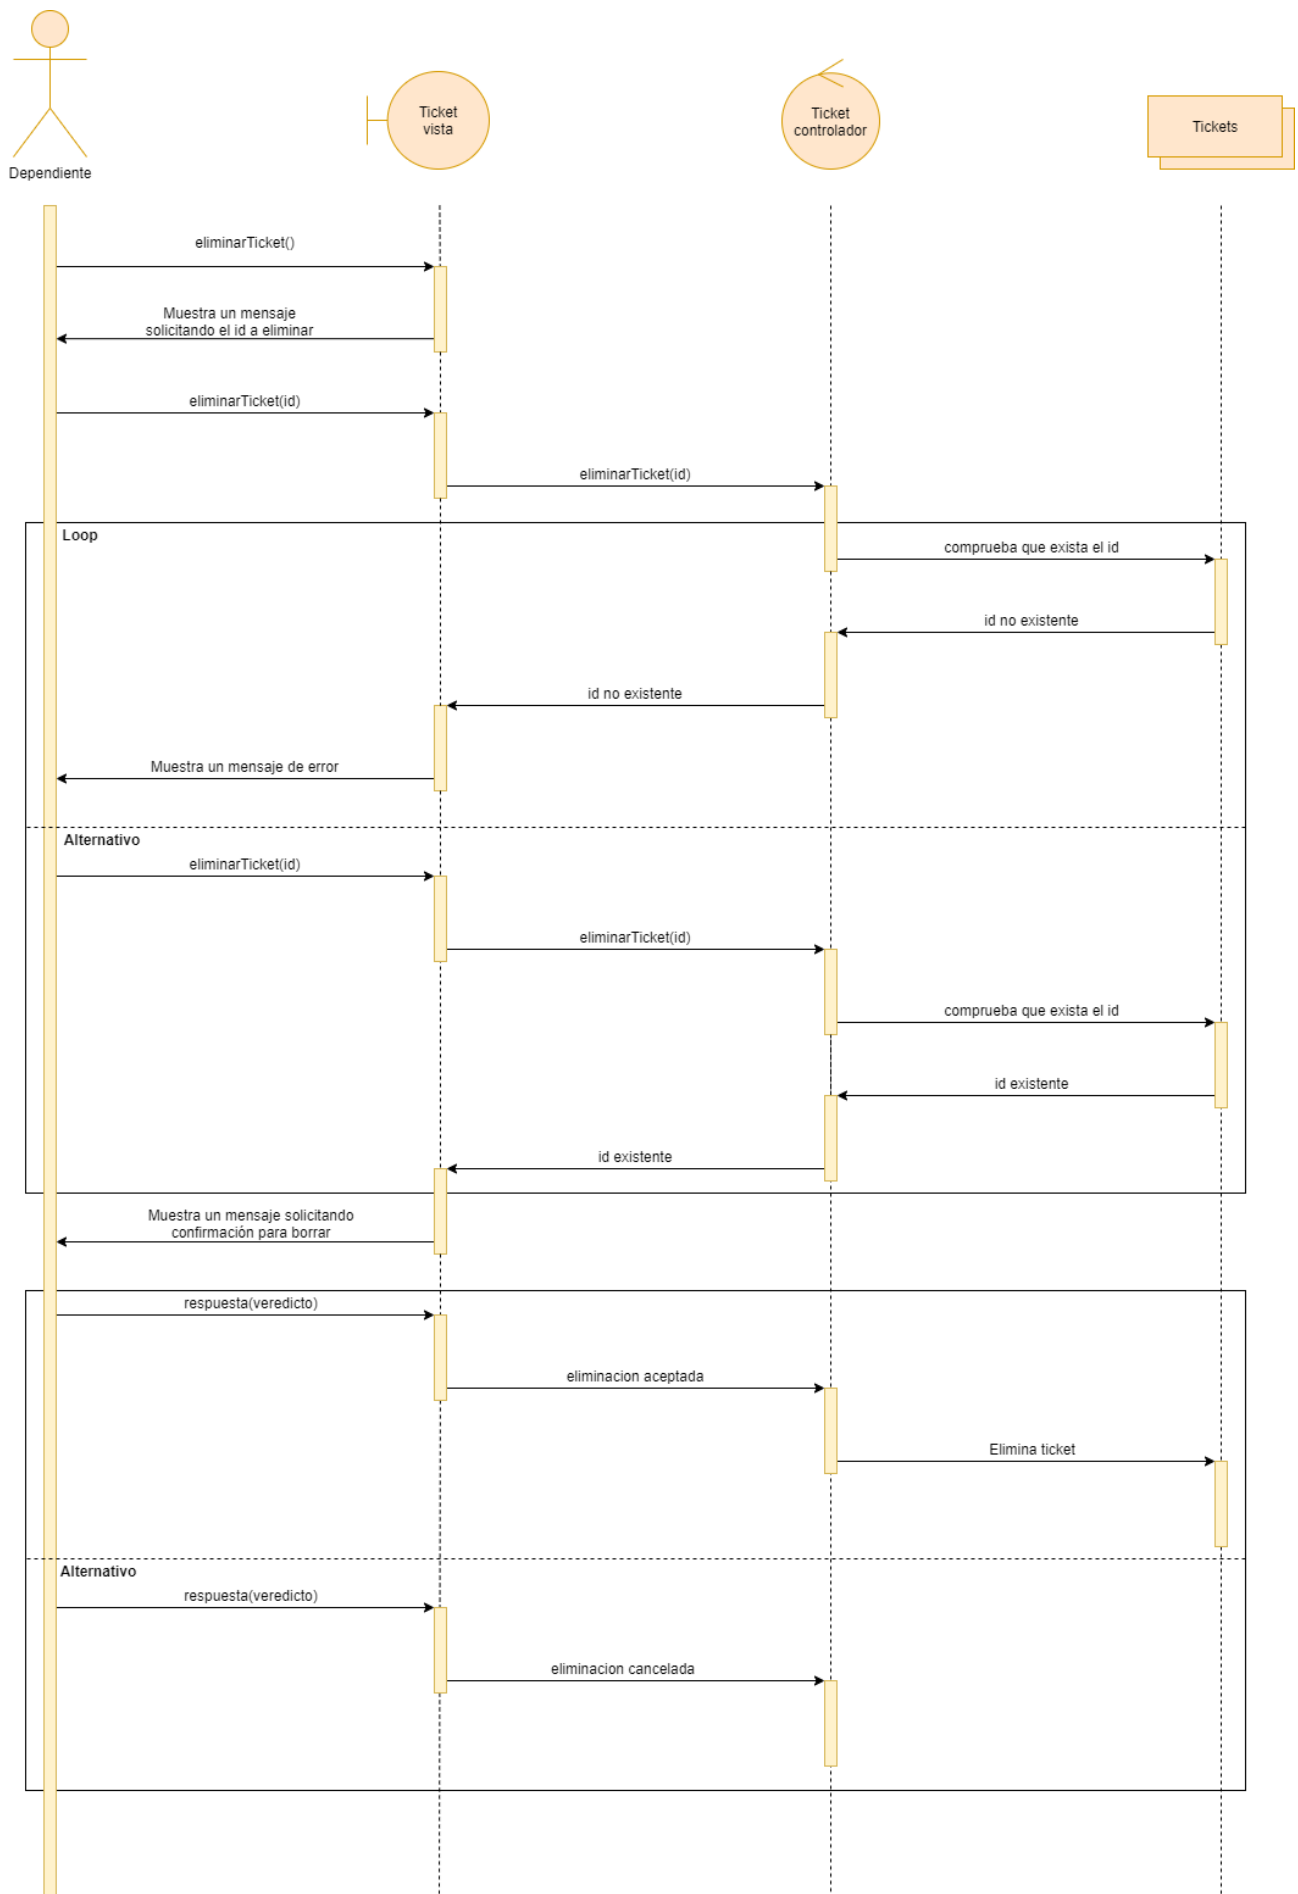 Ticket
vista
Ticket
controlador
Tickets
Dependiente
eliminarTicket()
Muestra un mensaje
solicitando el id a eliminar
eliminarTicket(id)
eliminarTicket(id)
Loop
comprueba que exista el id
id no existente
id no existente
Muestra un mensaje de error
Alternativo
eliminarTicket(id)
eliminarTicket(id)
comprueba que exista el id
id existente
id existente
Muestra un mensaje solicitando
confirmación para borrar
respuesta(veredicto)
eliminacion aceptada
Elimina ticket
Alternativo
respuesta(veredicto)
eliminacion cancelada